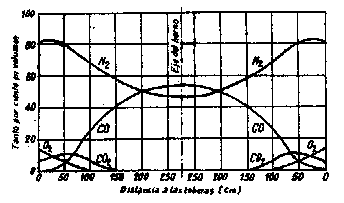 Tanto por ciento en volumen
100
80
60
40
20
0
N₂
Eje del horno
N₂
CO
CO
O₂
CO₂
CO₂
O₂
0 50 100 150 200 250 250 200 150 100 50 0
Distancia a las toberas (cm)